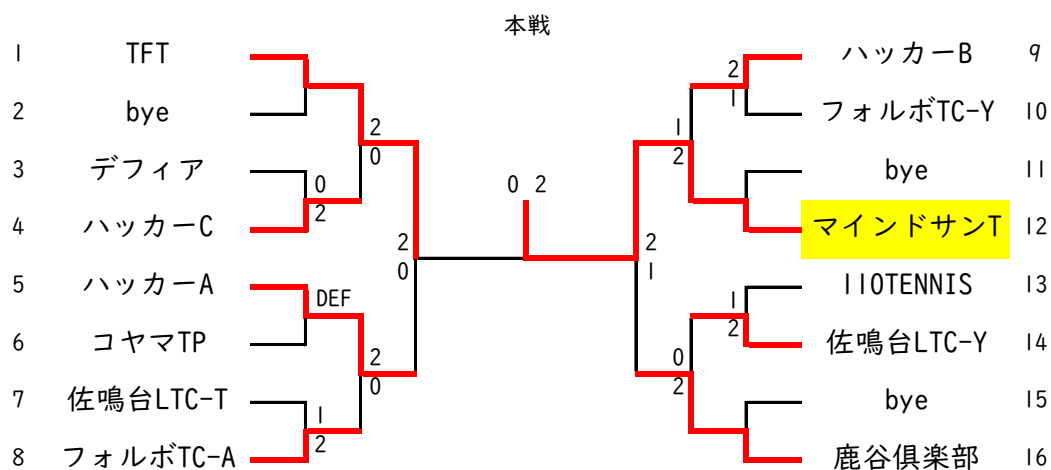 本戦
1 TFT
2 bye
3 デフィア
4 ハッカーC
5 ハッカーA
6 コヤマTP
7 佐鳴台LTC-T
8 フォルボTC-A
2
0
0
2
2
0
DEF
2
0
1
2
0 2
2
1
1
2
2
1
1
2
0
2
ハッカーB 9
フォルボTC-Y 10
bye 11
マインドサンT 12
110TENNIS 13
佐鳴台LTC-Y 14
bye 15
鹿谷倶楽部 16